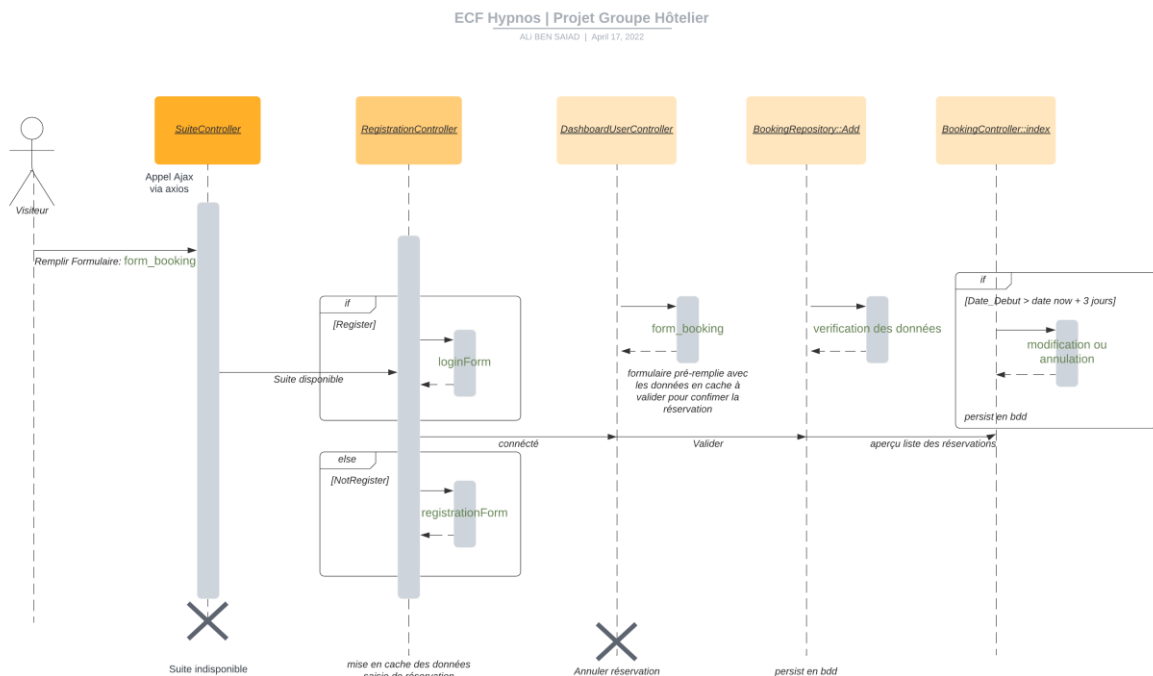 ECF Hypnos | Projet Groupe Hôtelier
ALI BEN SAIAD | April 17, 2022
SuiteController
RegistrationController
DashboardUserController
BookingRepository::Add
BookingController::index
Visiteur
Appel Ajax
via axios
Remplir Formulaire: form_booking
if
[Register]
loginForm
Suite disponible
form_booking
formulaire pré-remplie avec
les données en cache à
valider pour confimer la
réservation
verification des données
if
[Date_Debut > date now + 3 jours]
modification ou
annulation
persist en bdd
connécté
Valider
aperçu liste des réservations
else
[NotRegister]
registrationForm
Suite indisponible
mise en cache des données
saisie de réservation
Annuler réservation
persist en bdd